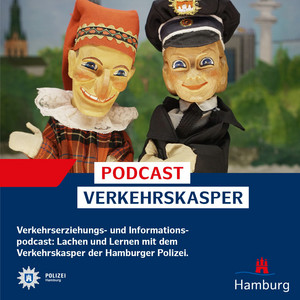 PODCAST
VERKEHRSKASPER
Verkehrserziehungs- und Informations-
podcast: Lachen und Lernen mit dem
Verkehrskasper der Hamburger Polizei.
POLIZEI
Hamburg
Hamburg